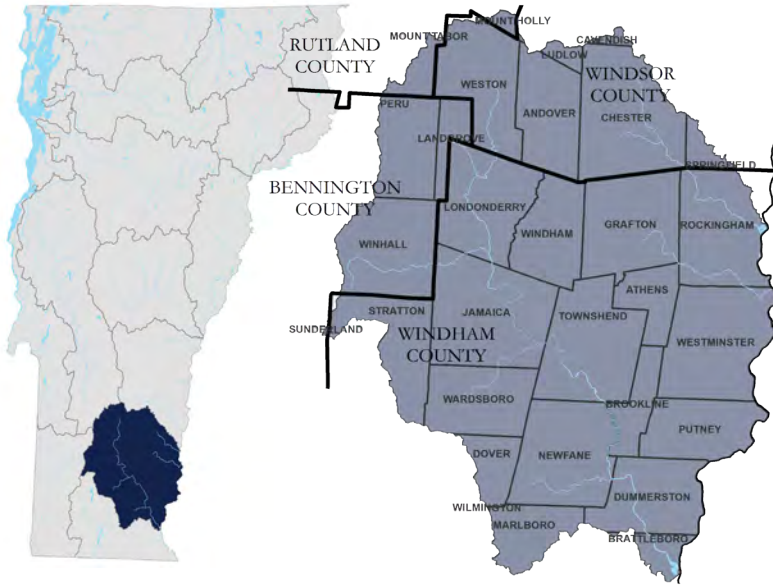 MOUNT HOLLY
MOUNT TABOR
RUTLAND
COUNTY
CAVENDISH
LUDLOW
WESTON
WINDSOR
COUNTY
PERU
ANDOVER
CHESTER
LANDGROVE
SPRINGFIELD
BENNINGTON
COUNTY
LONDONDERRY
GRAFTON
ROCKINGHAM
WINDHAM
WINHALL
ATHENS
STRATTON
JAMAICA
TOWNSHEND
SUNDERLAND
WINDHAM
COUNTY
WESTMINSTER
WARDSBORO
BROOKLINE
PUTNEY
DOVER
NEWFANE
DUMMERSTON
WILMINGTON
MARLBORO
BRATTLEBORO